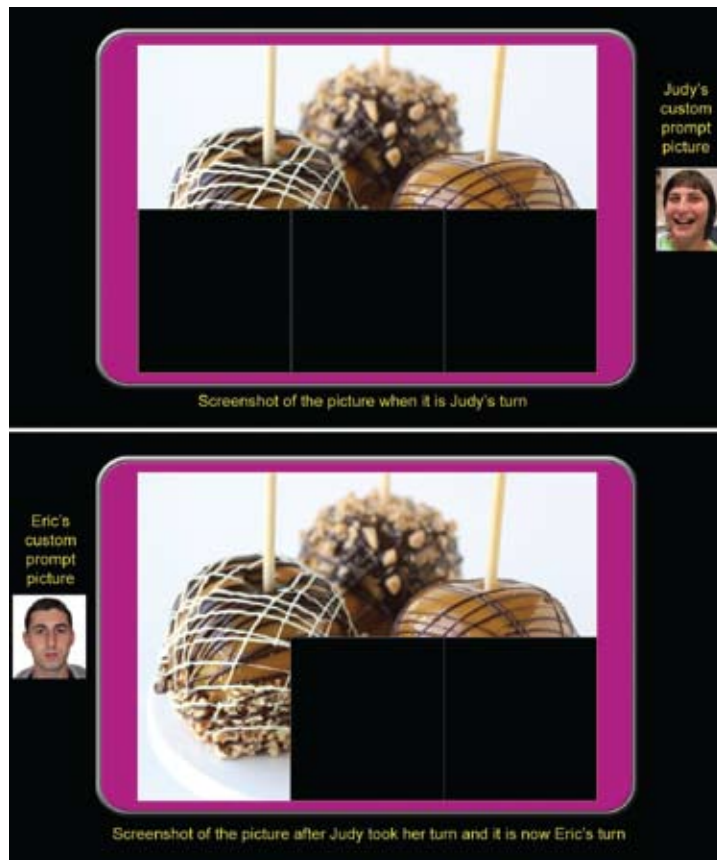 Judy's
custom
prompt
picture
Screenshot of the picture when it is Judy's turn
Eric's
custom
prompt
picture
Screenshot of the picture after Judy took her turn and it is now Eric's turn